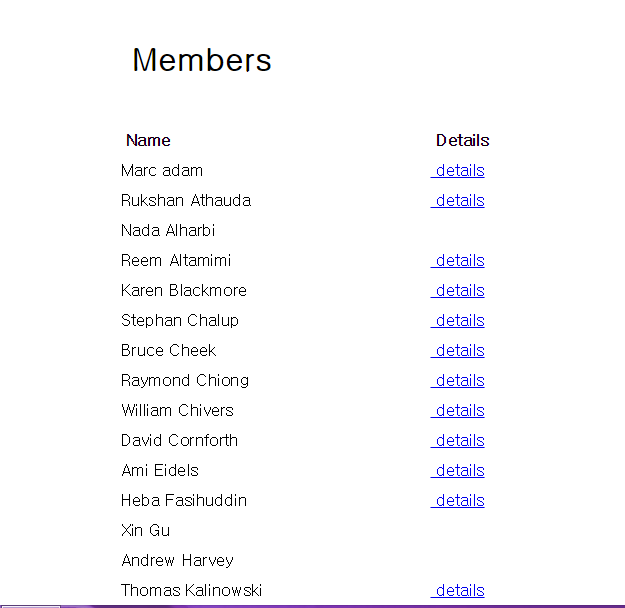 Members
Name Details
Marc adam details
Rukshan Athauda details
Nada Alharbi
Reem Altamimi details
Karen Blackmore details
Stephan Chalup details
Bruce Cheek details
Raymond Chiong details
William Chivers details
David Cornforth details
Ami Eidels details
Heba Fasihuddin details
Xin Gu
Andrew Harvey
Thomas Kalinowski details